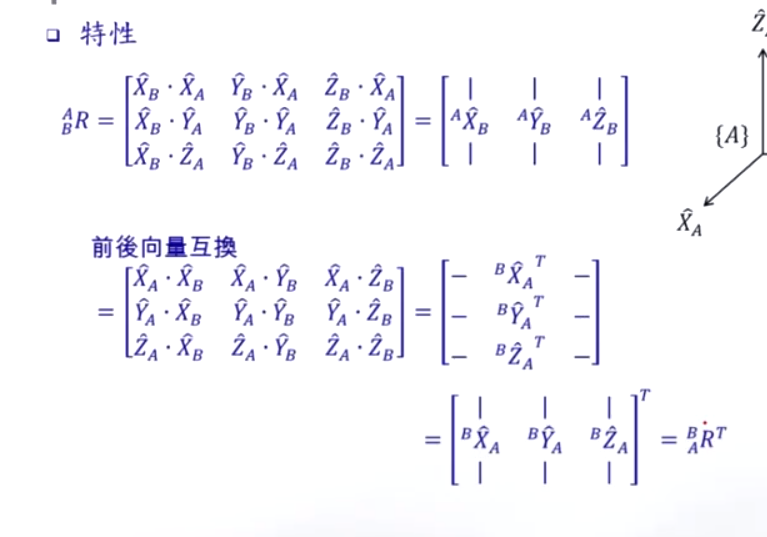 ❑ 特性
$^A_BR = \begin{bmatrix} \hat{X}_B \cdot \hat{X}_A & \hat{Y}_B \cdot \hat{X}_A & \hat{Z}_B \cdot \hat{X}_A \\ \hat{X}_B \cdot \hat{Y}_A & \hat{Y}_B \cdot \hat{Y}_A & \hat{Z}_B \cdot \hat{Y}_A \\ \hat{X}_B \cdot \hat{Z}_A & \hat{Y}_B \cdot \hat{Z}_A & \hat{Z}_B \cdot \hat{Z}_A \end{bmatrix} = \begin{bmatrix} | & | & | \\ ^A\hat{X}_B & ^A\hat{Y}_B & ^A\hat{Z}_B \\ | & | & | \end{bmatrix}$
前後向量互換
$= \begin{bmatrix} \hat{X}_A \cdot \hat{X}_B & \hat{X}_A \cdot \hat{Y}_B & \hat{X}_A \cdot \hat{Z}_B \\ \hat{Y}_A \cdot \hat{X}_B & \hat{Y}_A \cdot \hat{Y}_B & \hat{Y}_A \cdot \hat{Z}_B \\ \hat{Z}_A \cdot \hat{X}_B & \hat{Z}_A \cdot \hat{Y}_B & \hat{Z}_A \cdot \hat{Z}_B \end{bmatrix} = \begin{bmatrix} - & ^B\hat{X}_A{}^T & - \\ - & ^B\hat{Y}_A{}^T & - \\ - & ^B\hat{Z}_A{}^T & - \end{bmatrix}$
$= \begin{bmatrix} | & | & | \\ ^B\hat{X}_A & ^B\hat{Y}_A & ^B\hat{Z}_A \\ | & | & | \end{bmatrix}^T = {}^B_AR^T$
{A}
$\hat{X}_A$